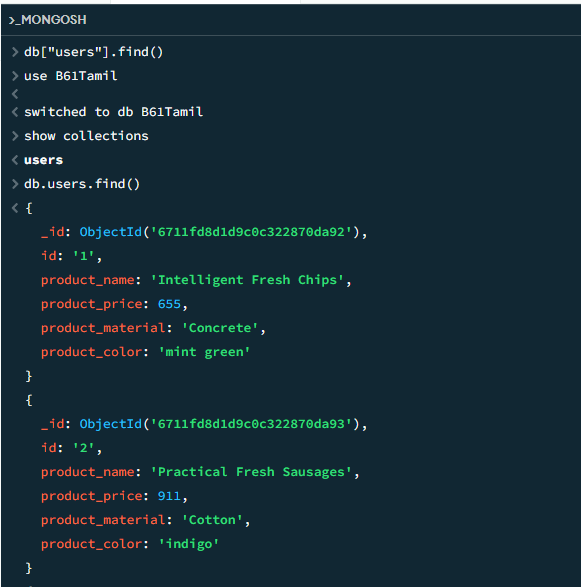 >_MONGOSH
> db["users"].find()
> use B61Tamil
<
< switched to db B61Tamil
> show collections
< users
> db.users.find()
< {
_id: ObjectId('6711fd8d1d9c0c322870da92'),
id: '1',
product_name: 'Intelligent Fresh Chips',
product_price: 655,
product_material: 'Concrete',
product_color: 'mint green'
}
{
_id: ObjectId('6711fd8d1d9c0c322870da93'),
id: '2',
product_name: 'Practical Fresh Sausages',
product_price: 911,
product_material: 'Cotton',
product_color: 'indigo'
}